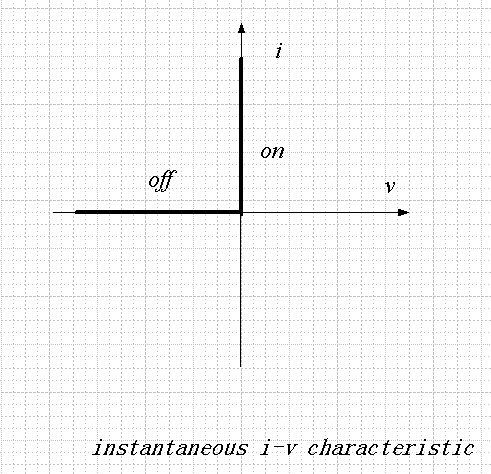 i
on
off
v
instantaneous i-v characteristic